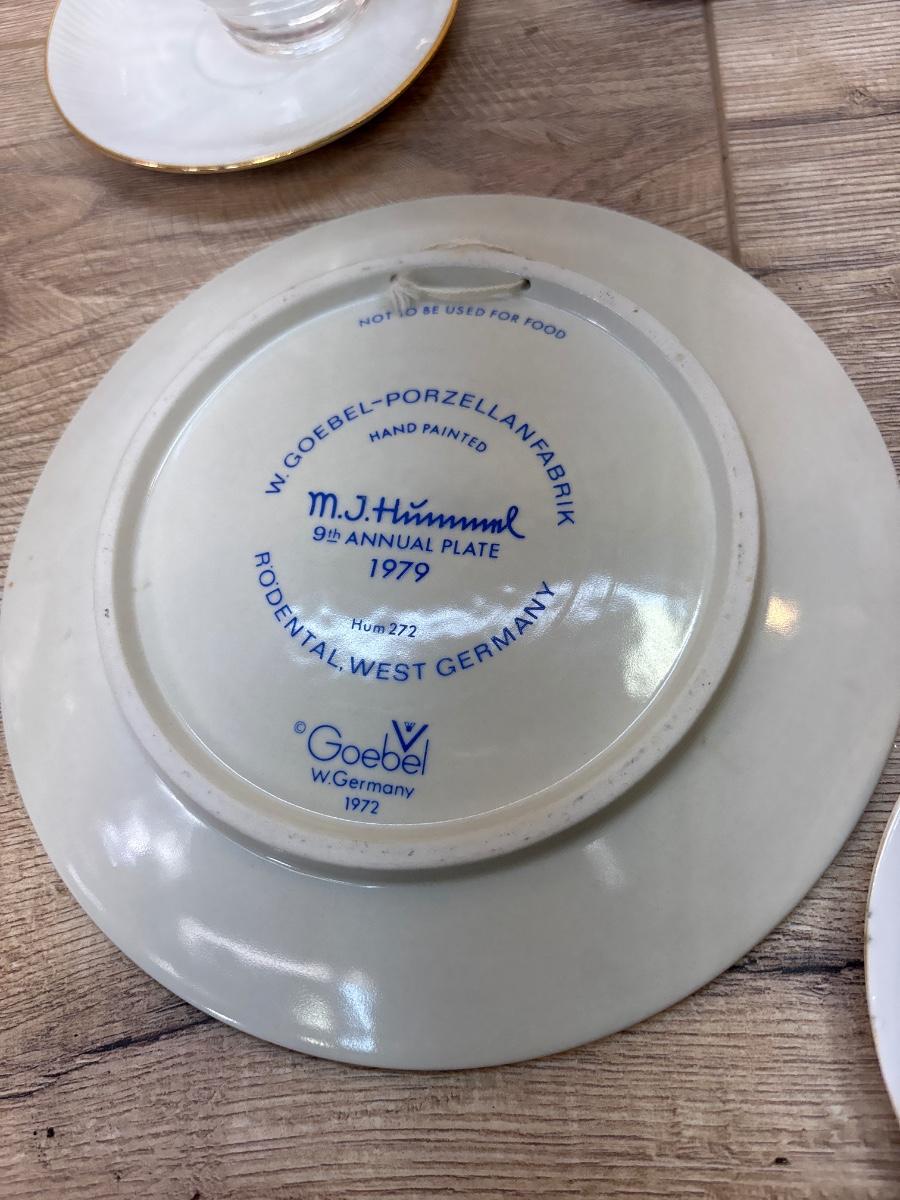 NOT TO BE USED FOR FOOD
W. GOEBEL-PORZELLANFABRIK
HAND PAINTED
M.J.Hummel
9th ANNUAL PLATE
1979
Hum 272
RÖDENTAL, WEST GERMANY
© Goebel
W.Germany
1972